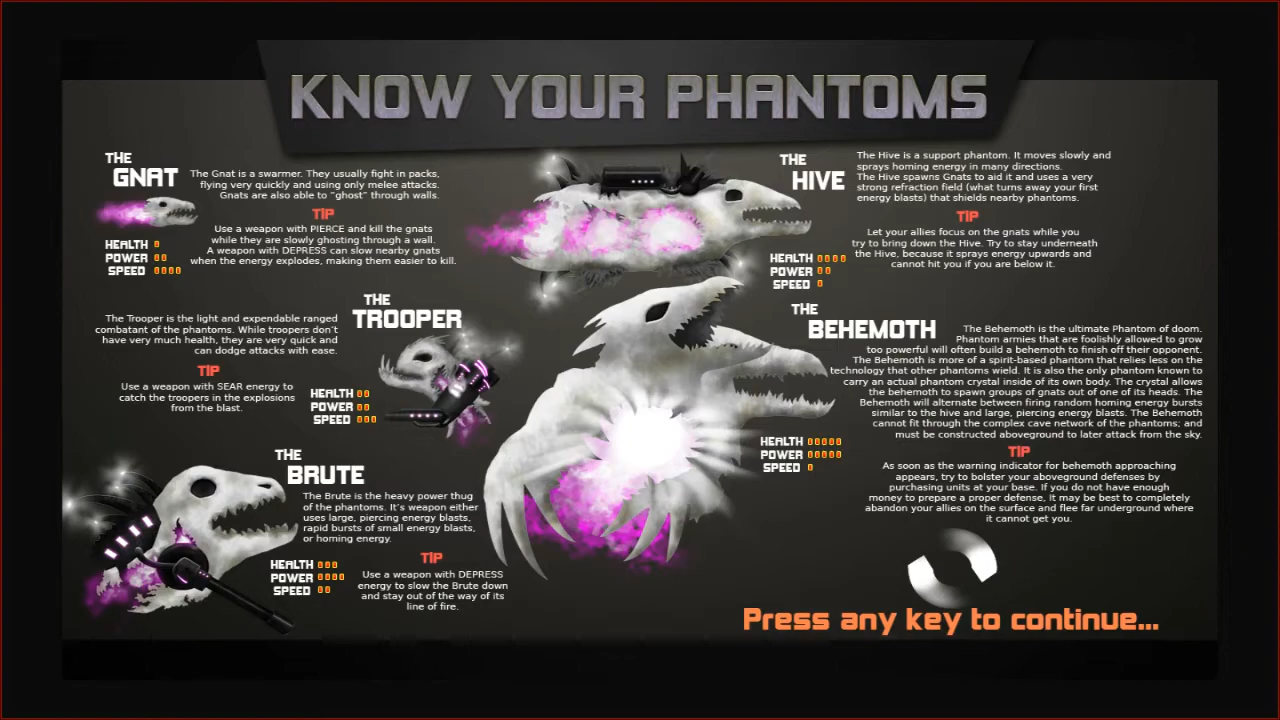 KNOW YOUR PHANTOMS
THE
GNAT
The Gnat is a swarmer. They usually fight in packs,
flying very quickly and using only melee attacks.
Gnats are also able to "ghost" through walls.
TIP
Use a weapon with PIERCE and kill the gnats
while they are slowly ghosting through a wall.
A weapon with DEPRESS can slow nearby gnats
when the energy explodes, making them easier to kill.
HEALTH
POWER
SPEED
THE
HIVE
The Hive is a support phantom. It moves slowly and
sprays homing energy in many directions.
The Hive spawns Gnats to aid it and uses a very
strong refraction field (what turns away your first
energy blasts) that shields nearby phantoms.
TIP
Let your allies focus on the gnats while you
try to bring down the Hive. Try to stay underneath
the Hive, because it sprays energy upwards and
cannot hit you if you are below it.
HEALTH
POWER
SPEED
THE
TROOPER
The Trooper is the light and expendable ranged
combatant of the phantoms. While troopers don't
have very much health, they are very quick and
can dodge attacks with ease.
TIP
Use a weapon with SEAR energy to
catch the troopers in the explosions
from the blast.
HEALTH
POWER
SPEED
THE
BEHEMOTH
The Behemoth is the ultimate Phantom of doom.
Phantom armies that are foolishly allowed to grow
too powerful will often build a behemoth to finish off their opponent.
The Behemoth is more of a spirit-based phantom that relies less on the
technology that other phantoms wield. It is also the only phantom known to
carry an actual phantom crystal inside of its own body. The crystal allows
the behemoth to spawn groups of gnats out of one of its heads. The
Behemoth will alternate between firing random homing energy bursts
similar to the hive and large, piercing energy blasts. The Behemoth
cannot fit through the complex cave network of the phantoms; and
must be constructed aboveground to later attack from the sky.
TIP
As soon as the warning indicator for behemoth approaching
appears, try to bolster your aboveground defenses by
purchasing units at your base. If you do not have enough
money to prepare a proper defense, It may be best to completely
abandon your allies on the surface and flee far underground where
it cannot get you.
HEALTH
POWER
SPEED
THE
BRUTE
The Brute is the heavy power thug
of the phantoms. It's weapon either
uses large, piercing energy blasts,
rapid bursts of small energy blasts,
or homing energy.
TIP
Use a weapon with DEPRESS
energy to slow the Brute down
and stay out of the way of its
line of fire.
HEALTH
POWER
SPEED
Press any key to continue...